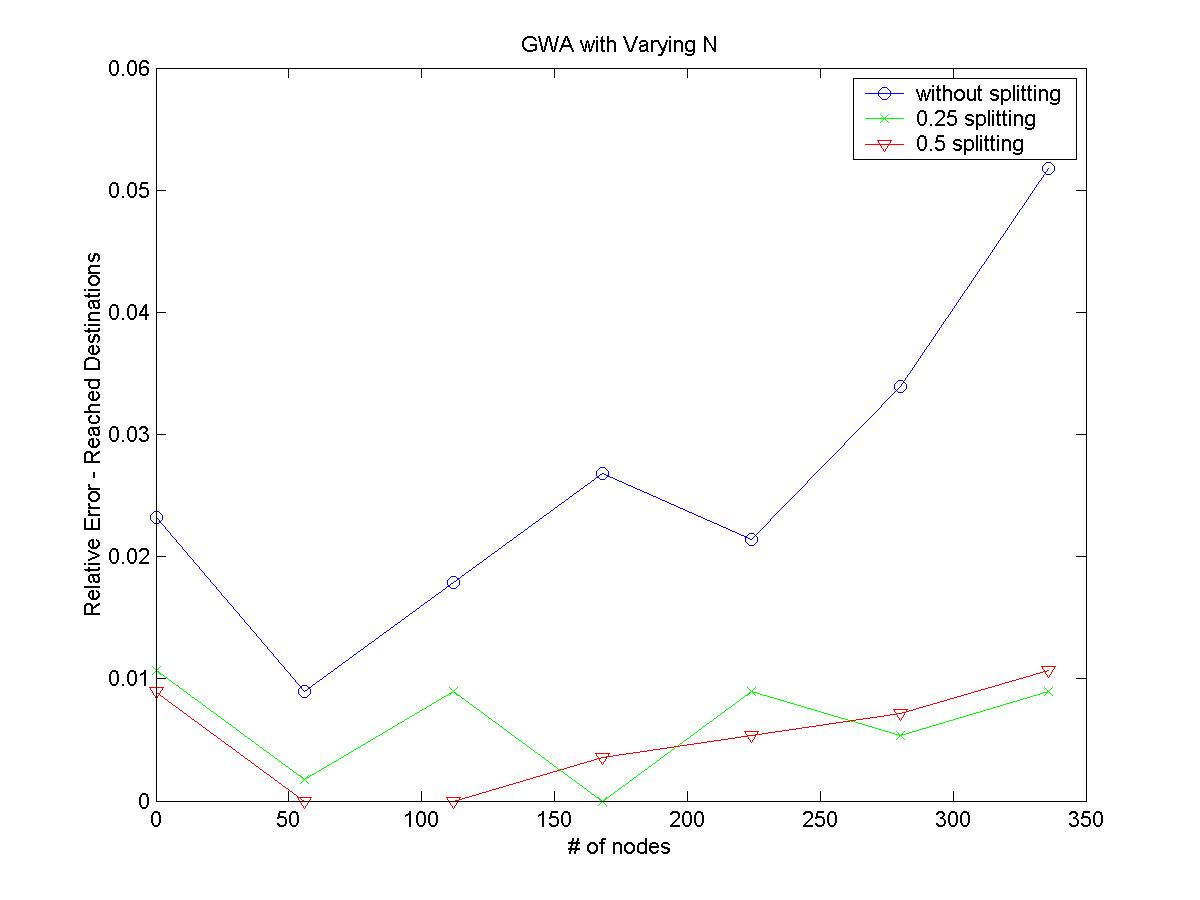 GWA with Varying N
0.06
without splitting
0.25 splitting
0.5 splitting
0.05
0.04
0.03
0.02
0.01
0
Relative Error - Reached Destinations
0 50 100 150 200 250 300 350
# of nodes